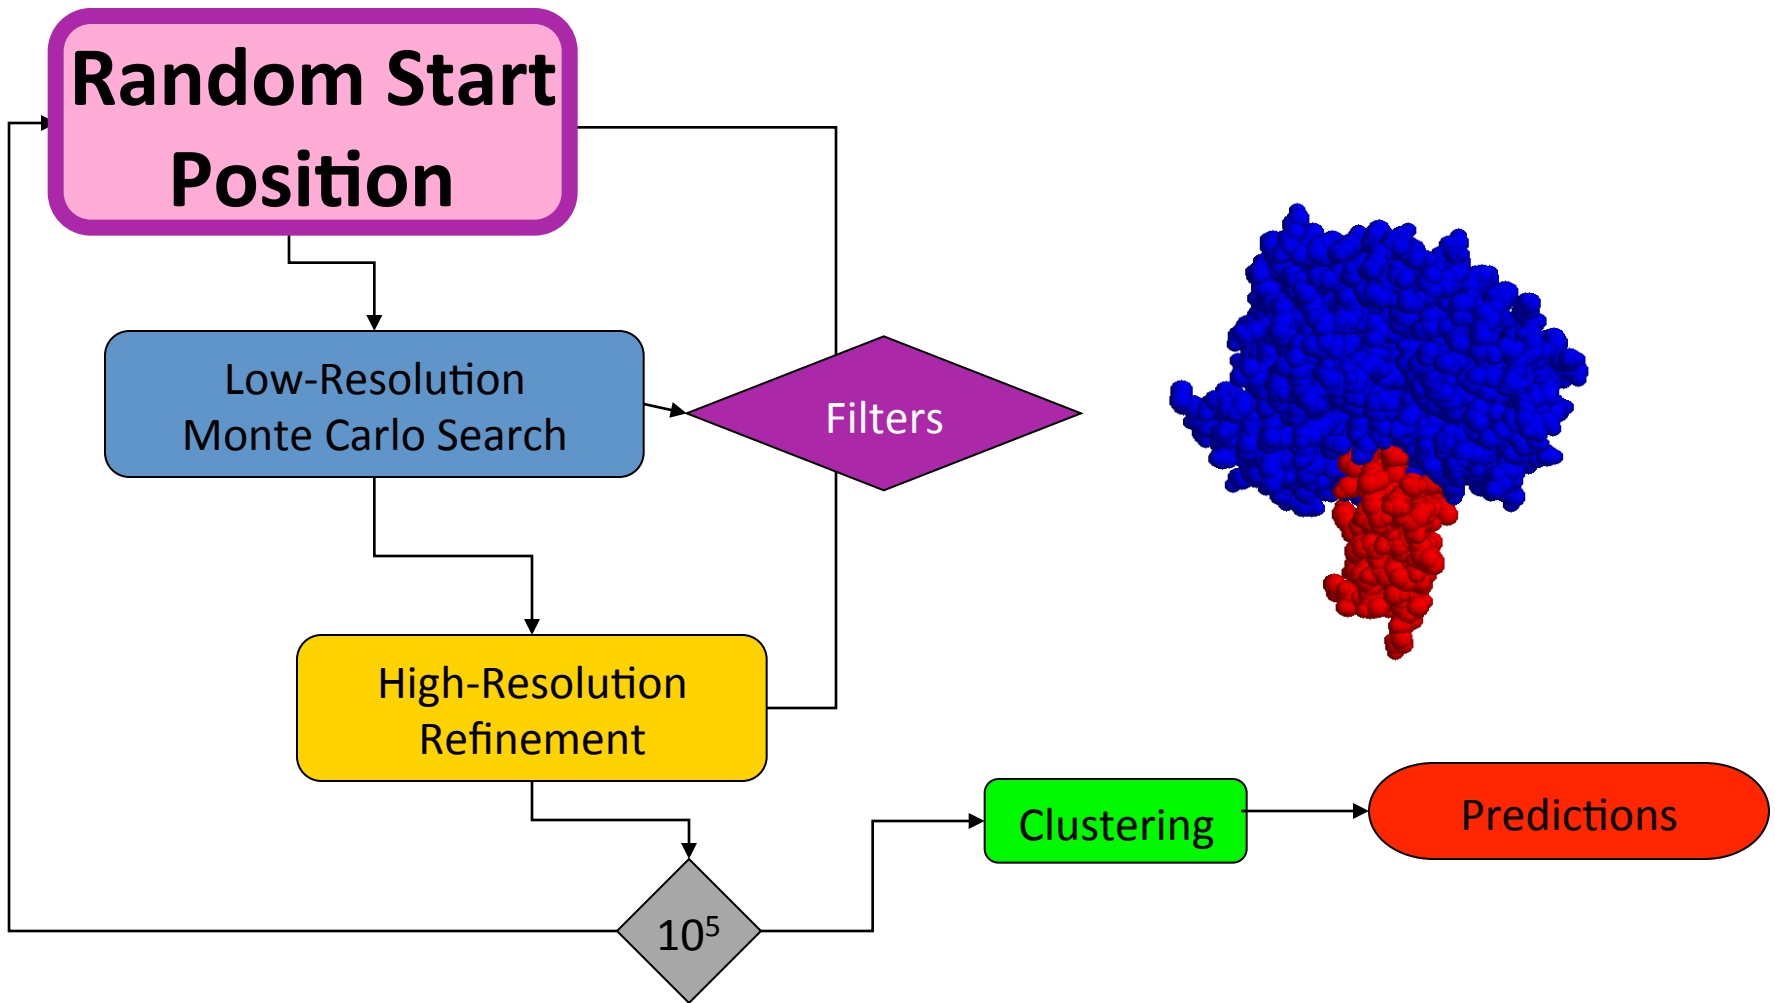 Random Start
Position
Low-Resolution
Monte Carlo Search
Filters
High-Resolution
Refinement
Clustering
Predictions
10⁵